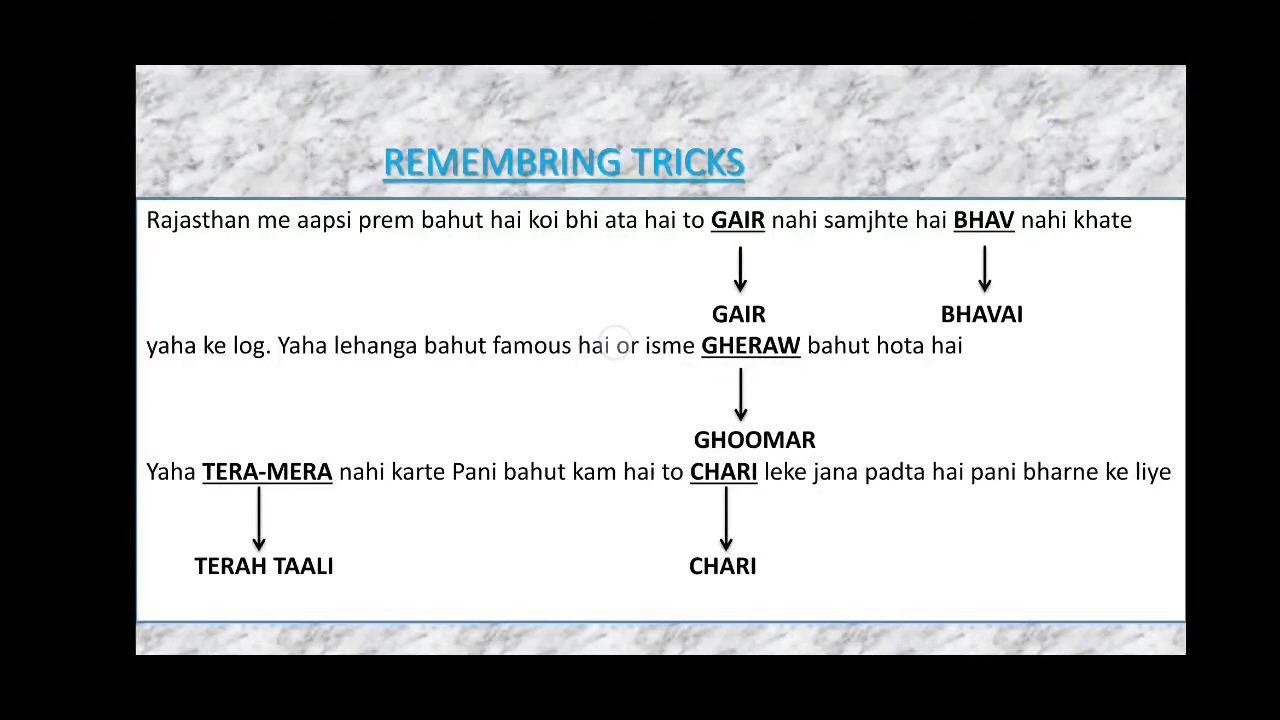 REMEMBRING TRICKS
Rajasthan me aapsi prem bahut hai koi bhi ata hai to GAIR nahi samjhte hai BHAV nahi khate
GAIR BHAVAI
yaha ke log. Yaha lehanga bahut famous hai or isme GHERAW bahut hota hai
GHOOMAR
Yaha TERA-MERA nahi karte Pani bahut kam hai to CHARI leke jana padta hai pani bharne ke liye
TERAH TAALI CHARI